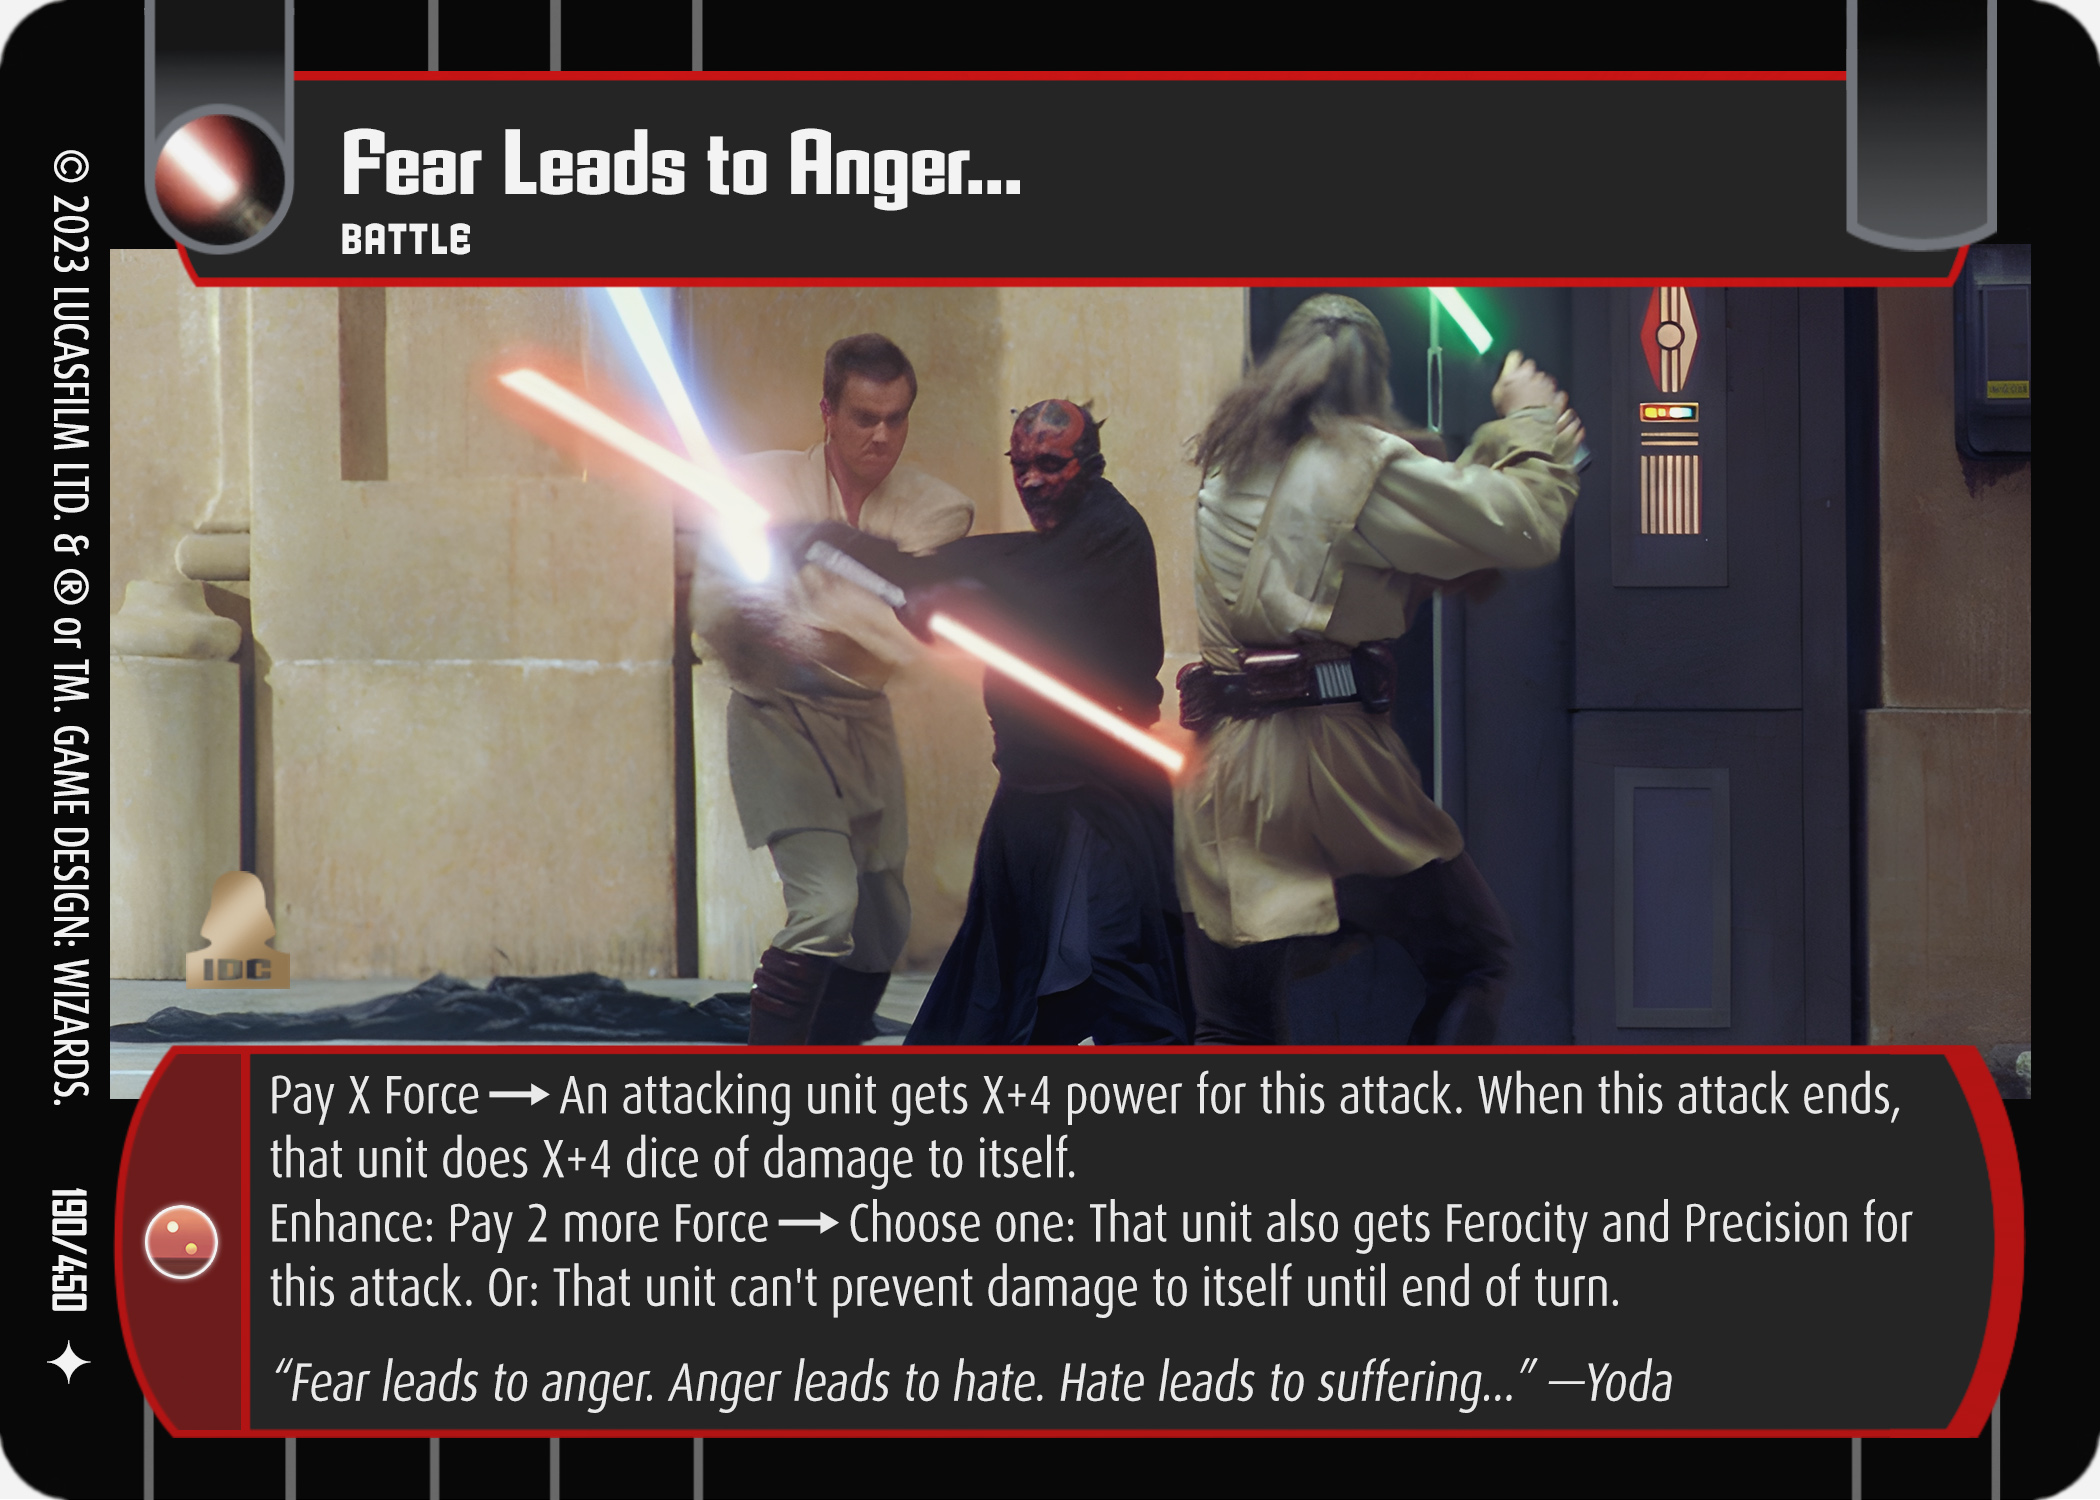 Fear Leads to Anger...
BATTLE
IDC
Pay X Force → An attacking unit gets X+4 power for this attack. When this attack ends,
that unit does X+4 dice of damage to itself.
Enhance: Pay 2 more Force → Choose one: That unit also gets Ferocity and Precision for
this attack. Or: That unit can't prevent damage to itself until end of turn.
“Fear leads to anger. Anger leads to hate. Hate leads to suffering...” —Yoda
© 2023 LUCASFILM LTD. & ® or TM. GAME DESIGN: WIZARDS.
190/450